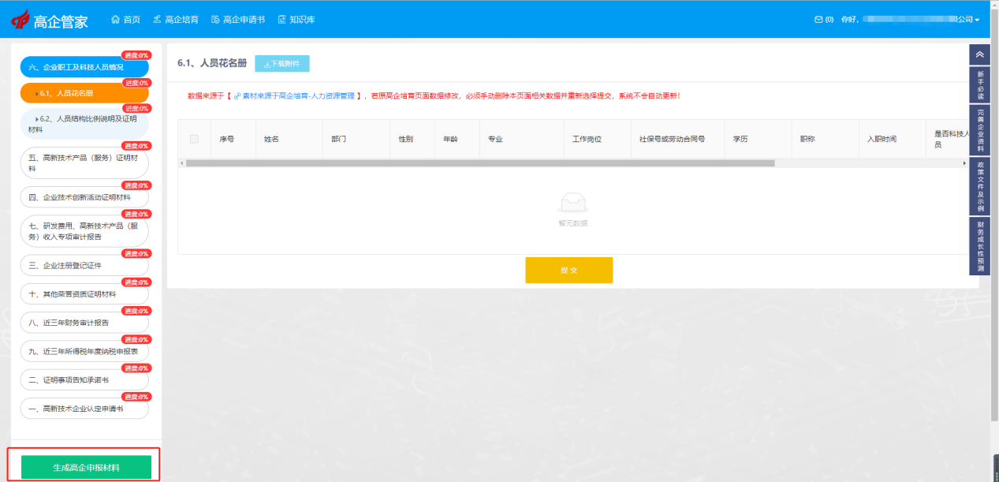 高企管家
首页
高企培育
高企申请书
知识库
(0)
你好,
公司
进度:0%
六、企业职工及科技人员情况
进度:0%
6.1、人员花名册
进度:0%
6.2、人员结构比例说明及证明
材料
进度:0%
五、高新技术产品（服务）证明材
料
进度:0%
四、企业技术创新活动证明材料
进度:0%
七、研发费用、高新技术产品（服
务）收入专项审计报告
进度:0%
三、企业注册登记证件
进度:0%
十、其他荣誉资质证明材料
进度:0%
八、近三年财务审计报告
进度:0%
九、近三年所得税年度纳税申报表
进度:0%
二、证明事项告知承诺书
进度:0%
一、高新技术企业认定申请书
生成高企申报材料
6.1、人员花名册
下载附件
数据来源于【 素材来源于高企培育-人力资源管理 】，若原高企培育页面数据修改，必须手动删除本页面相关数据并重新选择提交，系统不会自动更新！
序号 姓名 部门 性别 年龄 专业 工作岗位 社保号或劳动合同号 学历 职称 入职时间 是否科技人
员
暂无数据
提 交
新手必读
完善企业资料
政策文件及示例
财务成长性预测